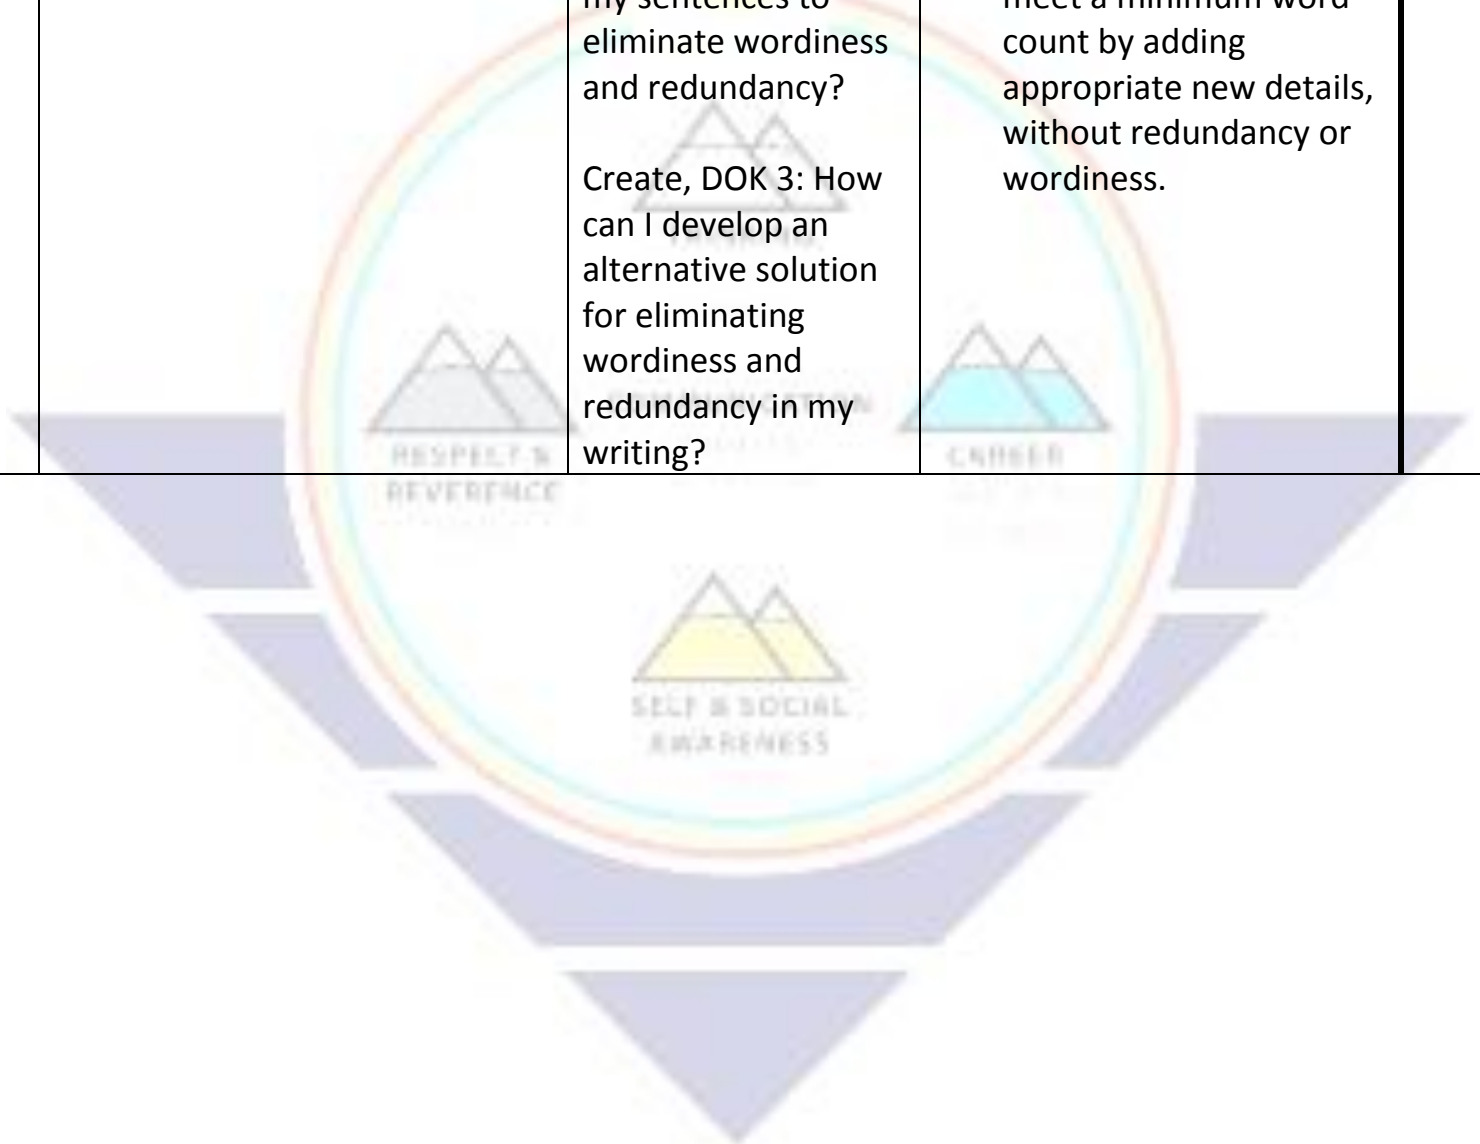 my sentences to
eliminate wordiness
and redundancy?
Create, DOK 3: How
can I develop an
alternative solution
for eliminating
wordiness and
redundancy in my
writing?
meet a minimum word
count by adding
appropriate new details,
without redundancy or
wordiness.
RESPECT &
REVERENCE
CAREER
SELF & SOCIAL
AWARENESS